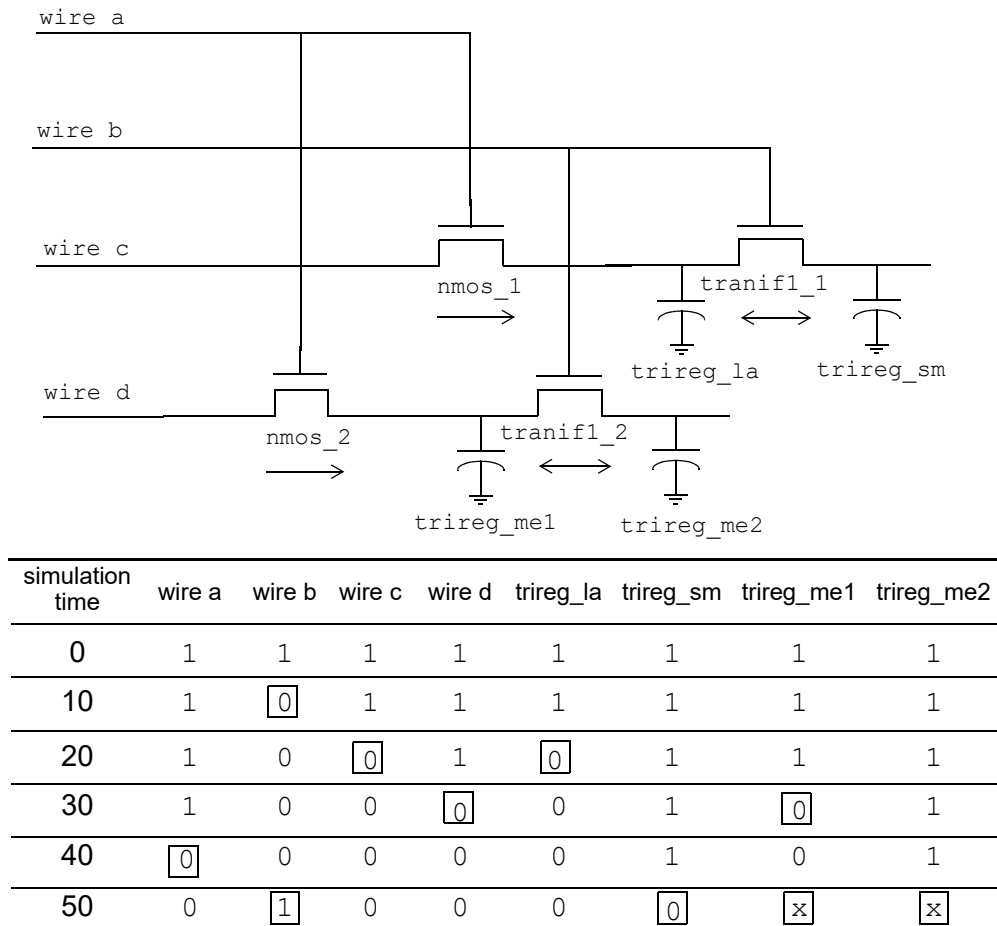 wire a
wire b
wire c
nmos_1
tranif1_1
trireg_la
trireg_sm
wire d
nmos_2
tranif1_2
trireg_me1
trireg_me2
simulation time wire a wire b wire c wire d trireg_la trireg_sm trireg_me1 trireg_me2
0 1 1 1 1 1 1 1 1
10 1 0 1 1 1 1 1 1
20 1 0 0 1 0 1 1 1
30 1 0 0 0 0 1 0 1
40 0 0 0 0 0 1 0 1
50 0 1 0 0 0 0 x x